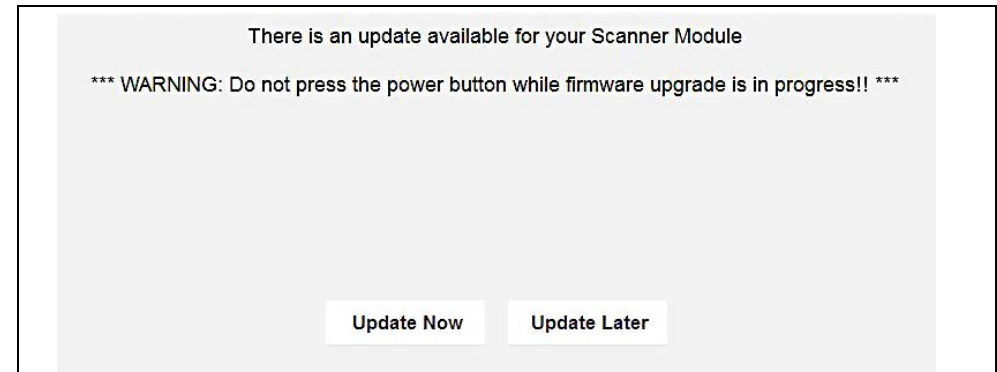 There is an update available for your Scanner Module
*** WARNING: Do not press the power button while firmware upgrade is in progress!! ***
Update Now
Update Later